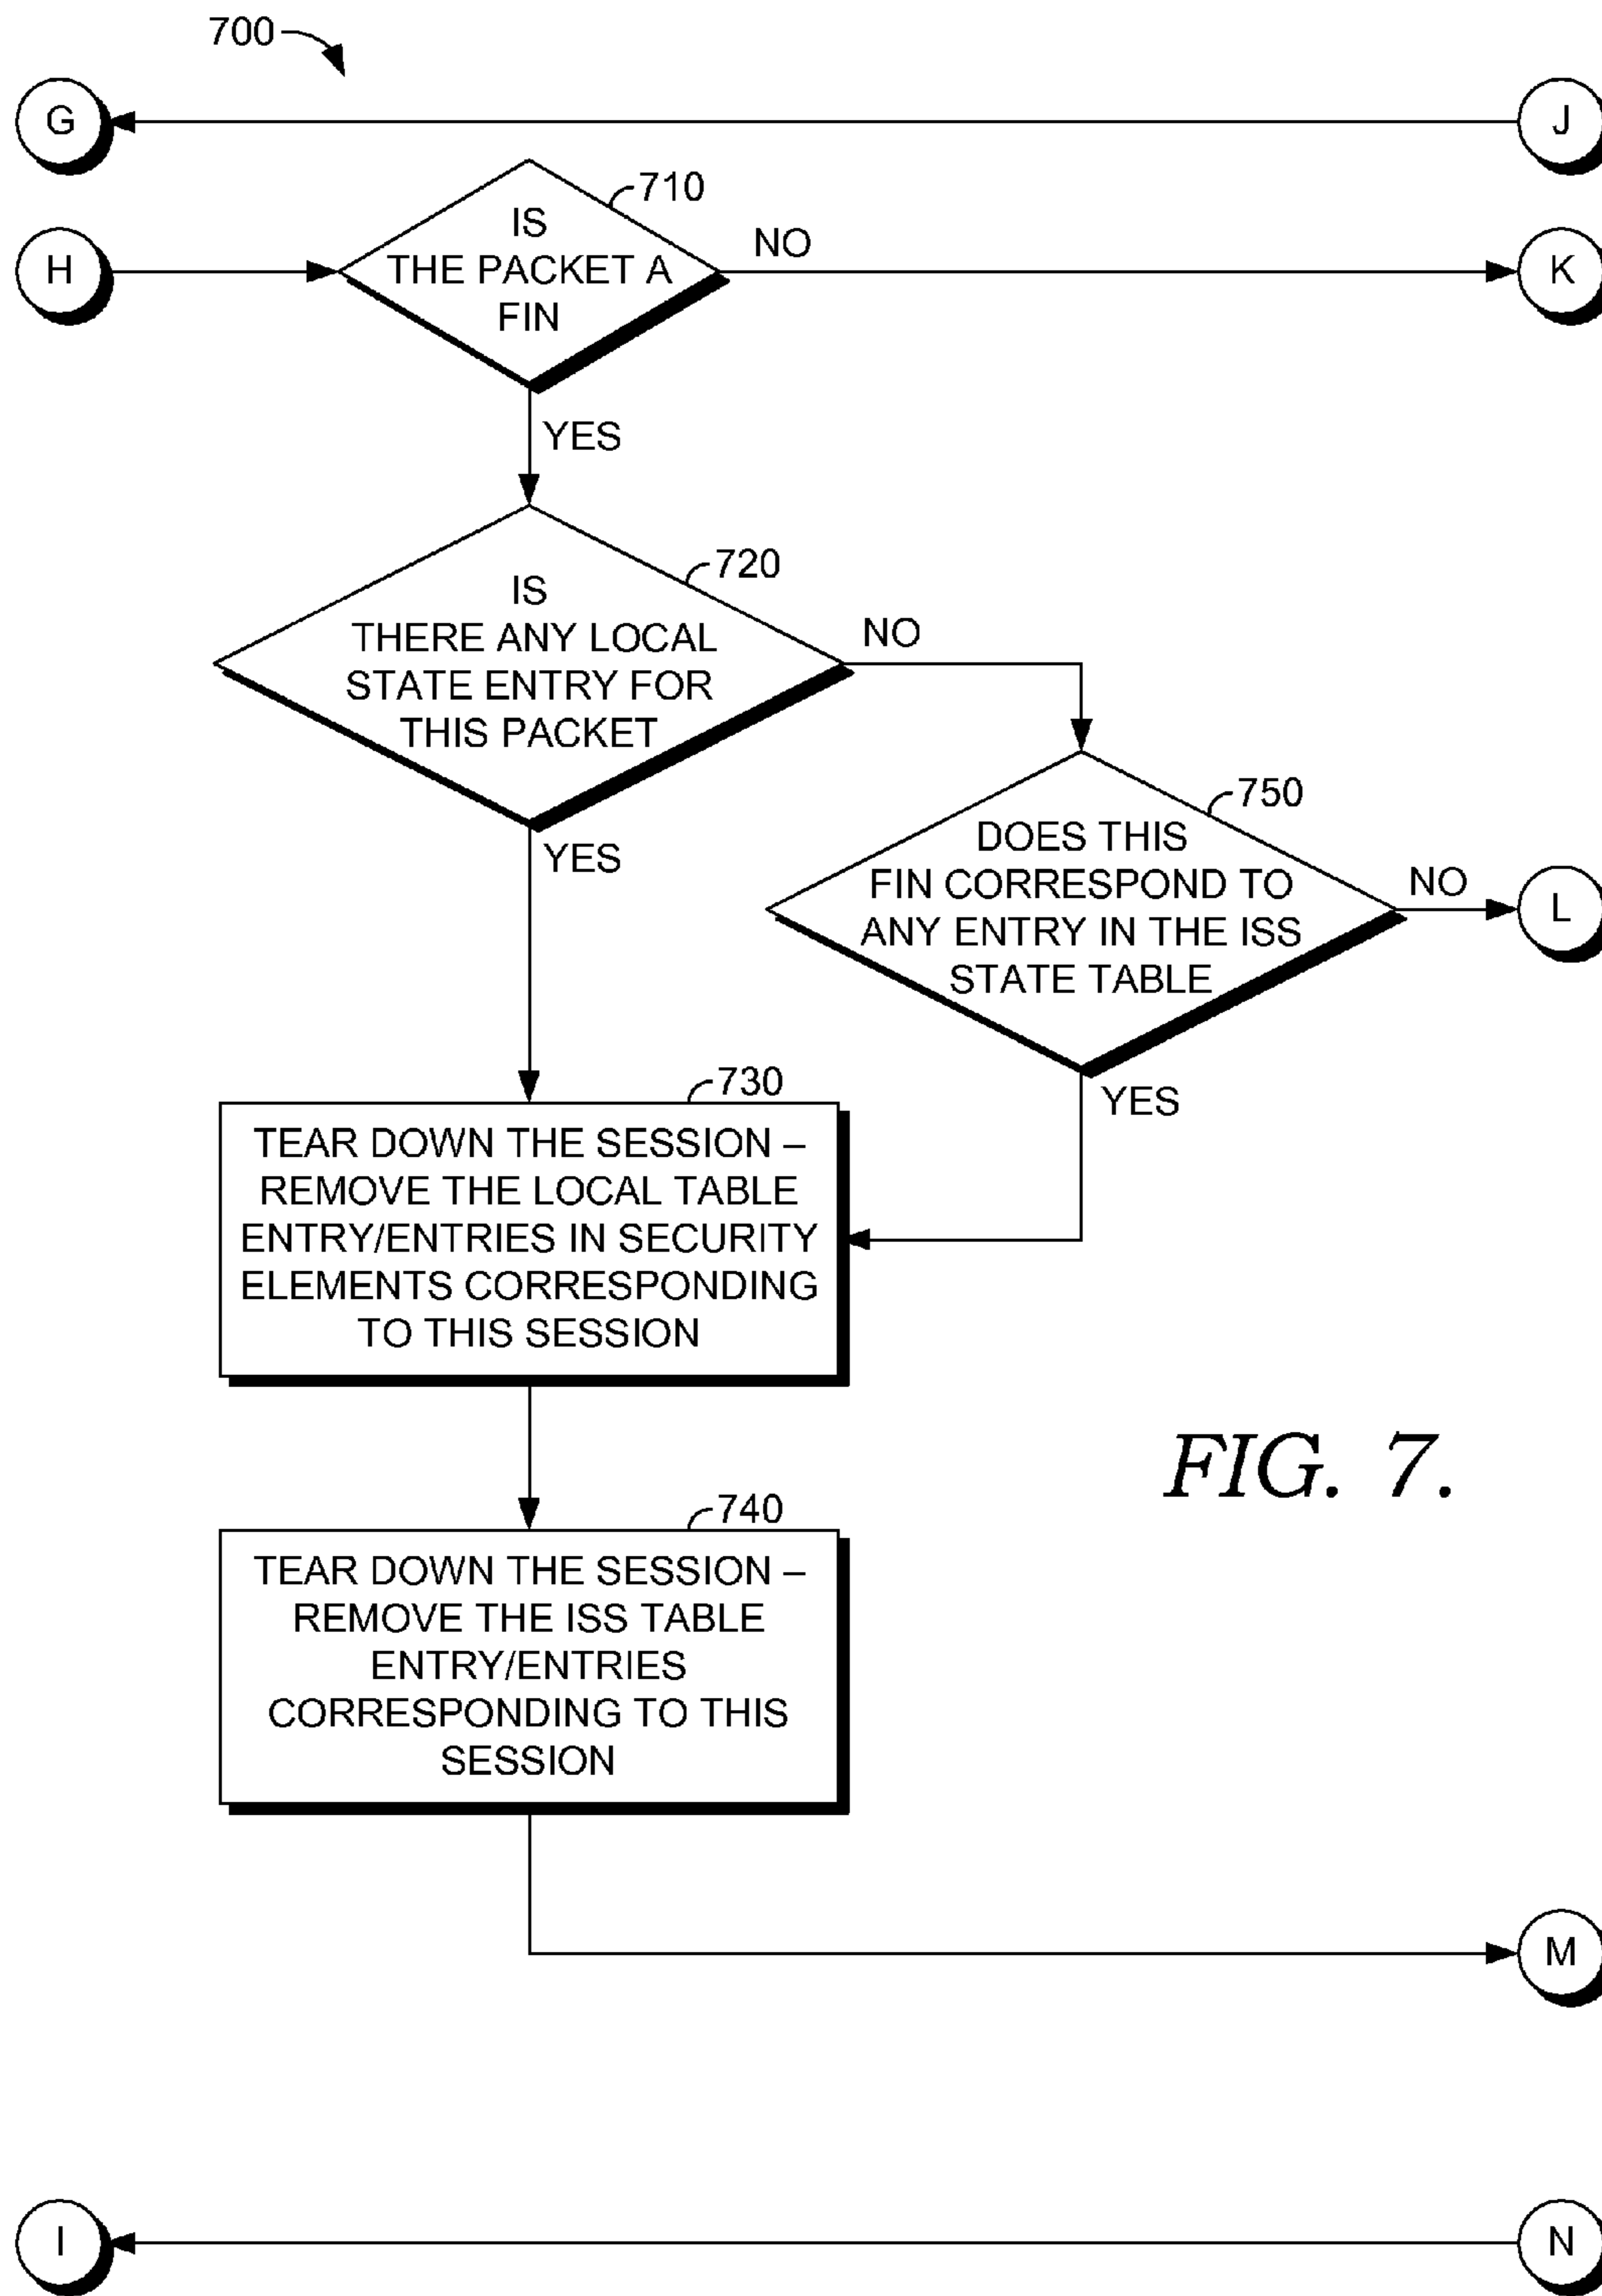 700
G
J
710
IS
THE PACKET A
FIN
NO
H
K
YES
720
IS
THERE ANY LOCAL
STATE ENTRY FOR
THIS PACKET
NO
YES
750
DOES THIS
FIN CORRESPOND TO
ANY ENTRY IN THE ISS
STATE TABLE
NO
L
YES
730
TEAR DOWN THE SESSION –
REMOVE THE LOCAL TABLE
ENTRY/ENTRIES IN SECURITY
ELEMENTS CORRESPONDING
TO THIS SESSION
FIG. 7.
740
TEAR DOWN THE SESSION –
REMOVE THE ISS TABLE
ENTRY/ENTRIES
CORRESPONDING TO THIS
SESSION
M
I
N